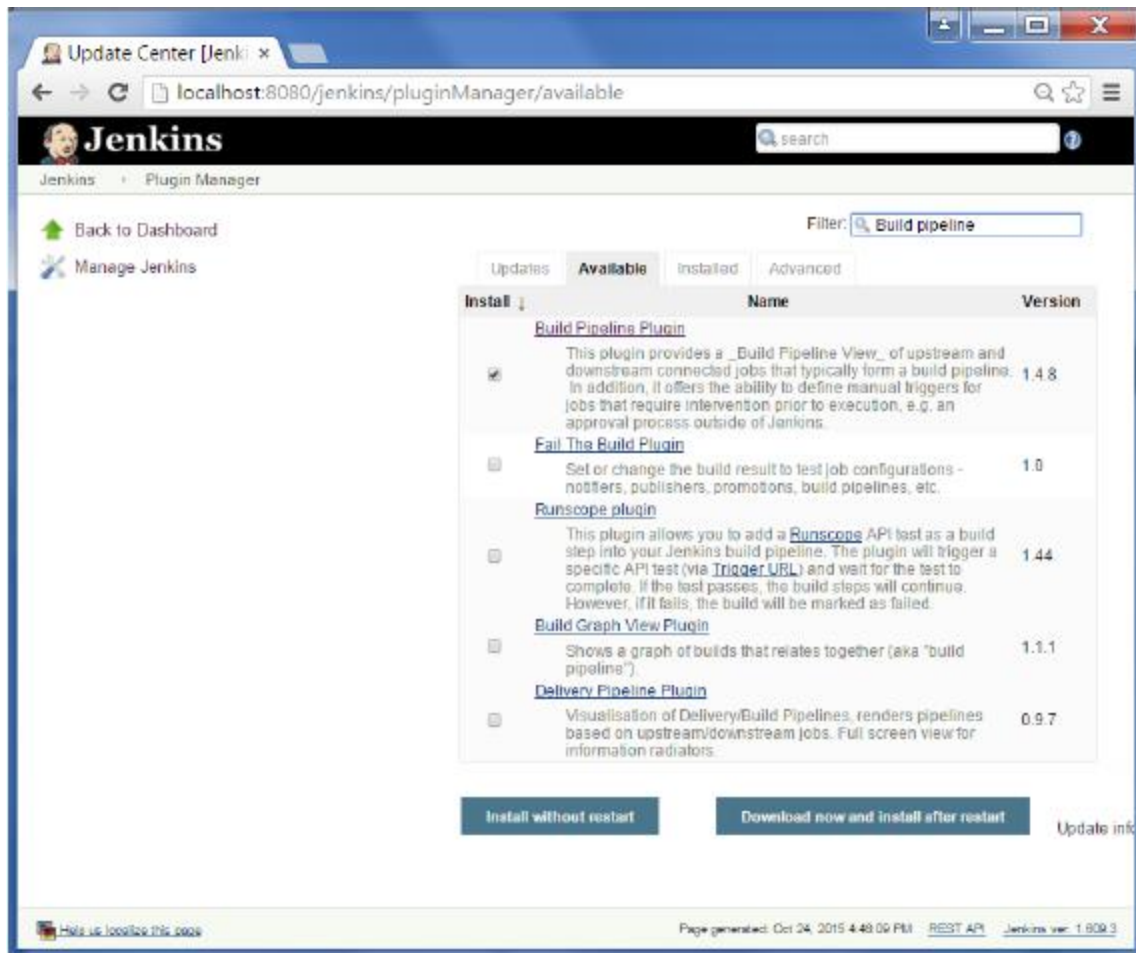 Update Center [Jenki ×
localhost:8080/jenkins/pluginManager/available
Jenkins
search
Jenkins › Plugin Manager
Back to Dashboard
Manage Jenkins
Filter: Build pipeline
Updates Available Installed Advanced
Install ↓ Name Version
Build Pipeline Plugin
This plugin provides a _Build Pipeline View_ of upstream and
downstream connected jobs that typically form a build pipeline.
In addition, it offers the ability to define manual triggers for
jobs that require intervention prior to execution, e.g. an
approval process outside of Jenkins.
1.4.8
Fail The Build Plugin
Set or change the build result to test job configurations -
notifiers, publishers, promotions, build pipelines, etc.
1.0
Runscope plugin
This plugin allows you to add a Runscope API test as a build
step into your Jenkins build pipeline. The plugin will trigger a
specific API test (via Trigger URL) and wait for the test to
complete. If the test passes, the build steps will continue.
However, if it fails, the build will be marked as failed.
1.44
Build Graph View Plugin
Shows a graph of builds that relates together (aka "build
pipeline").
1.1.1
Delivery Pipeline Plugin
Visualisation of Delivery/Build Pipelines, renders pipelines
based on upstream/downstream jobs. Full screen view for
information radiators.
0.9.7
Install without restart
Download now and install after restart
Update info
Help us localize this page
Page generated: Oct 24, 2015 4:48:09 PM REST API Jenkins ver. 1.609.3